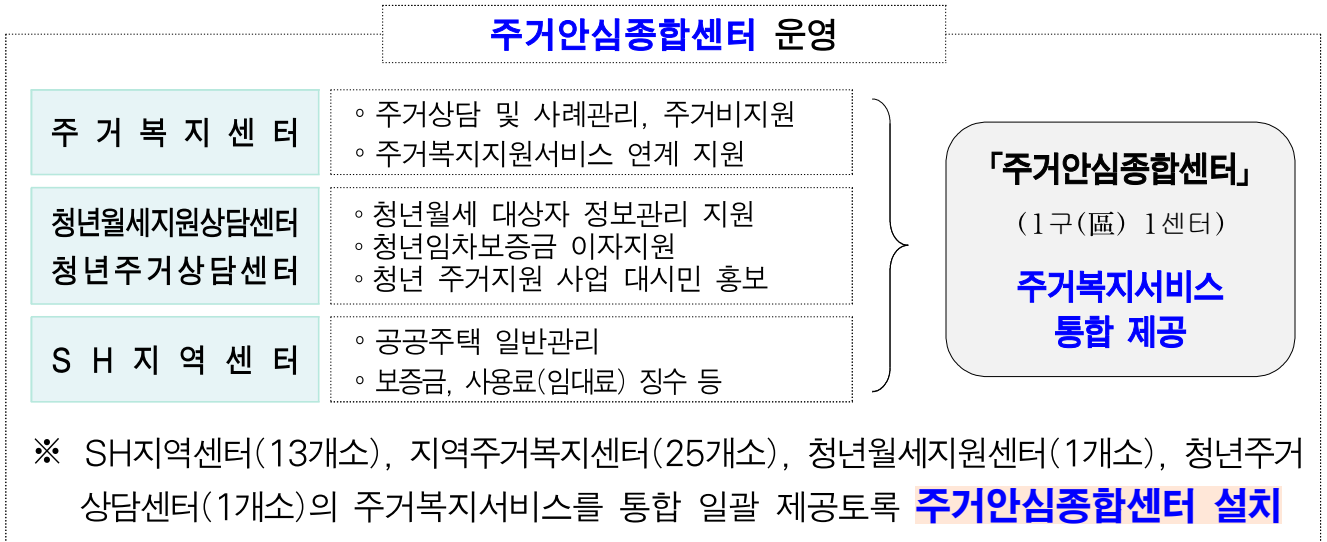 주거안심종합센터 운영
주 거 복 지 센 터
◦ 주거상담 및 사례관리, 주거비지원
◦ 주거복지지원서비스 연계 지원
청년월세지원상담센터
청년주거상담센터
◦ 청년월세 대상자 정보관리 지원
◦ 청년임차보증금 이자지원
◦ 청년 주거지원 사업 대시민 홍보
S H 지 역 센 터
◦ 공공주택 일반관리
◦ 보증금, 사용료(임대료) 징수 등
「주거안심종합센터」
(1구(區) 1센터)
주거복지서비스
통합 제공
※ SH지역센터(13개소), 지역주거복지센터(25개소), 청년월세지원센터(1개소), 청년주거
상담센터(1개소)의 주거복지서비스를 통합 일괄 제공토록 주거안심종합센터 설치